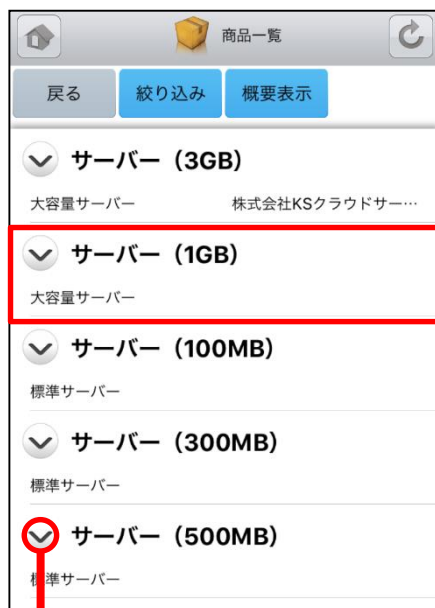 商品一覧
戻る 絞り込み 概要表示
サーバー（3GB）
大容量サーバー 株式会社KSクラウドサー…
サーバー（1GB）
大容量サーバー
サーバー（100MB）
標準サーバー
サーバー（300MB）
標準サーバー
サーバー（500MB）
標準サーバー